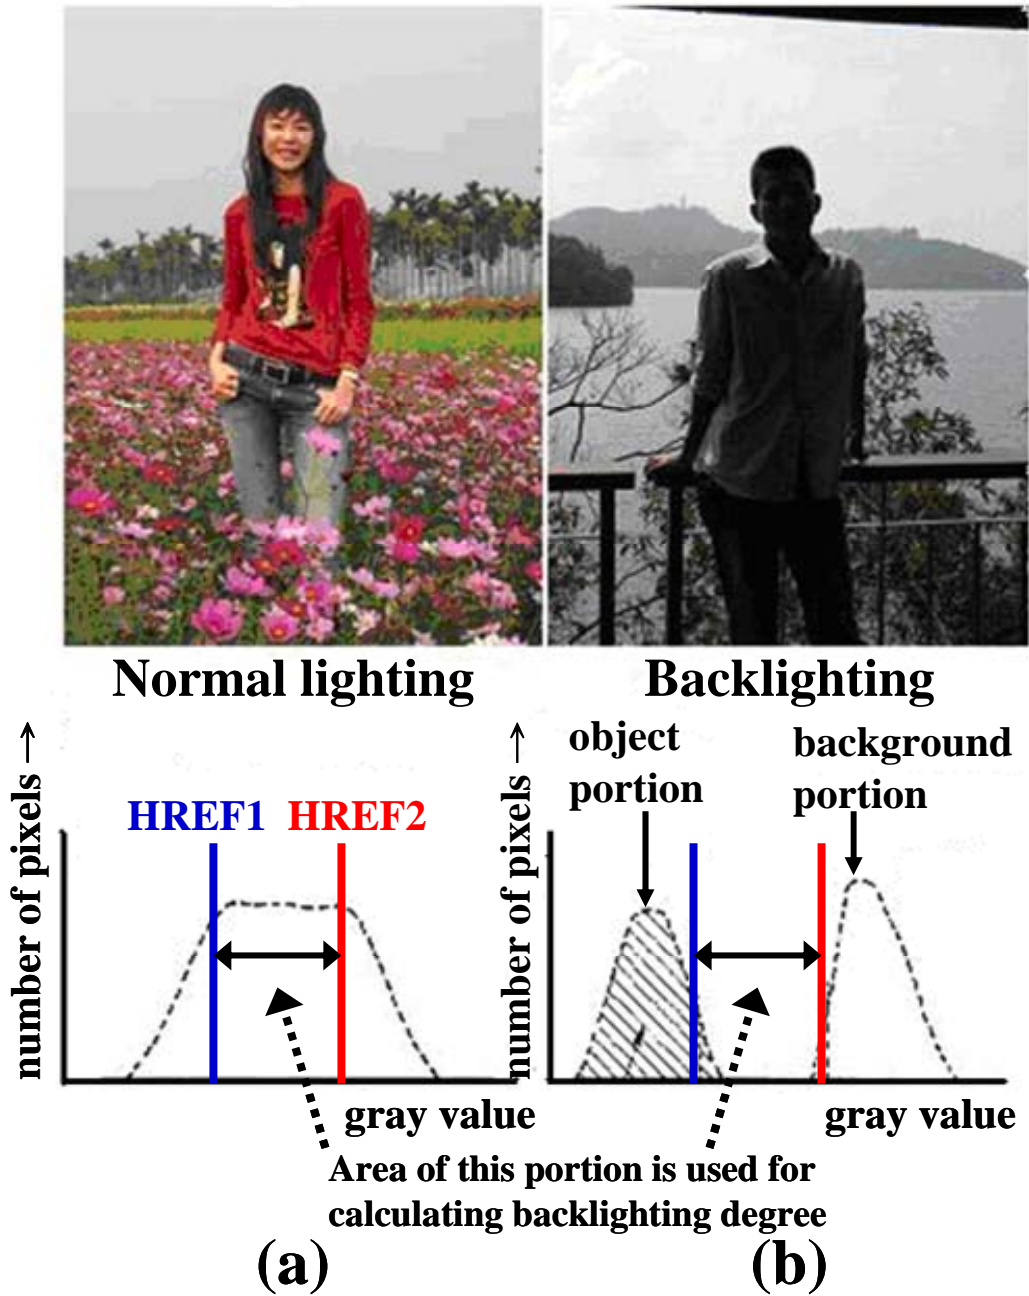 Normal lighting
Backlighting
number of pixels →
HREF1 HREF2
gray value
number of pixels →
object
portion
background
portion
gray value
Area of this portion is used for
calculating backlighting degree
(a)
(b)